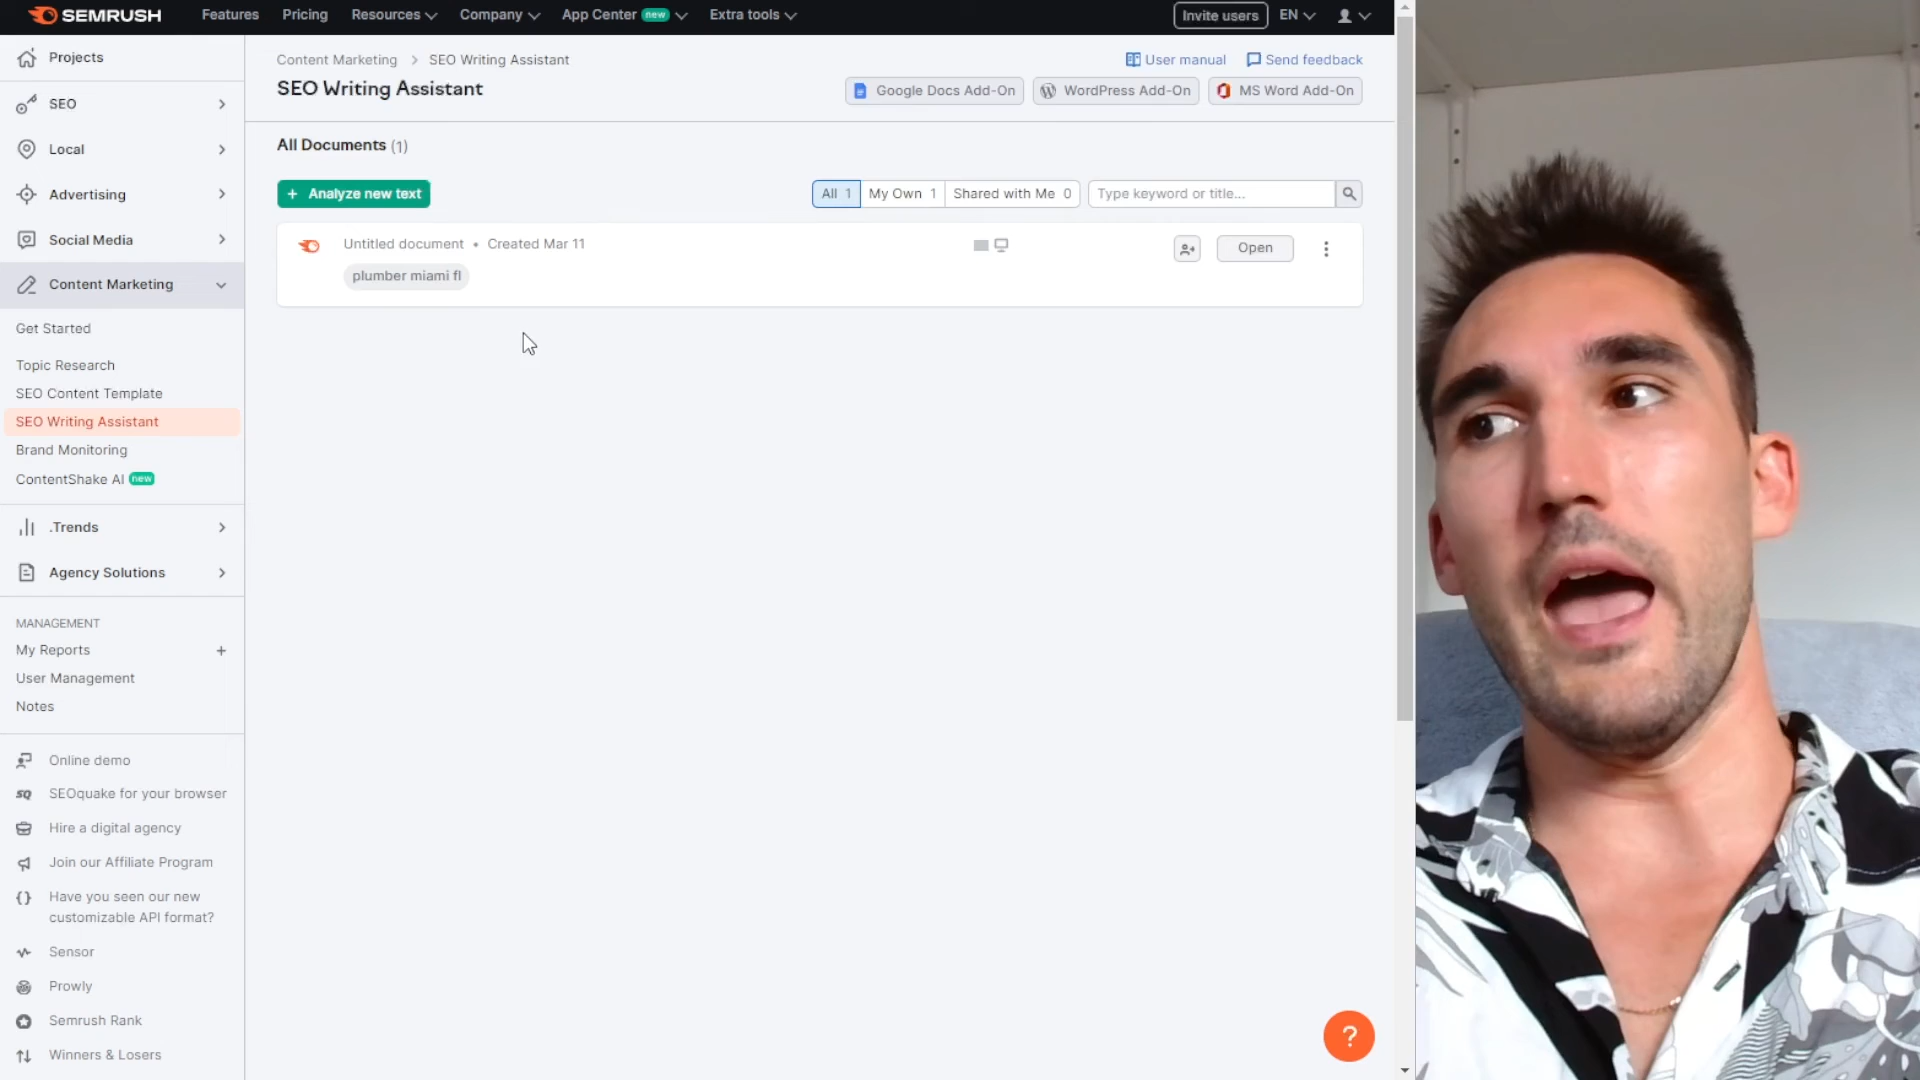 SEMRUSH
Features
Pricing
Resources
Company
App Center new
Extra tools
Invite users
EN
Projects
SEO
Local
Advertising
Social Media
Content Marketing
Get Started
Topic Research
SEO Content Template
SEO Writing Assistant
Brand Monitoring
ContentShake AI new
.Trends
Agency Solutions
MANAGEMENT
My Reports +
User Management
Notes
Online demo
SEOquake for your browser
Hire a digital agency
Join our Affiliate Program
Have you seen our new
customizable API format?
Sensor
Prowly
Semrush Rank
Winners & Losers
Content Marketing > SEO Writing Assistant
User manual
Send feedback
SEO Writing Assistant
Google Docs Add-On
WordPress Add-On
MS Word Add-On
All Documents (1)
+ Analyze new text
All 1
My Own 1
Shared with Me 0
Type keyword or title...
Untitled document • Created Mar 11
Open
plumber miami fl
?